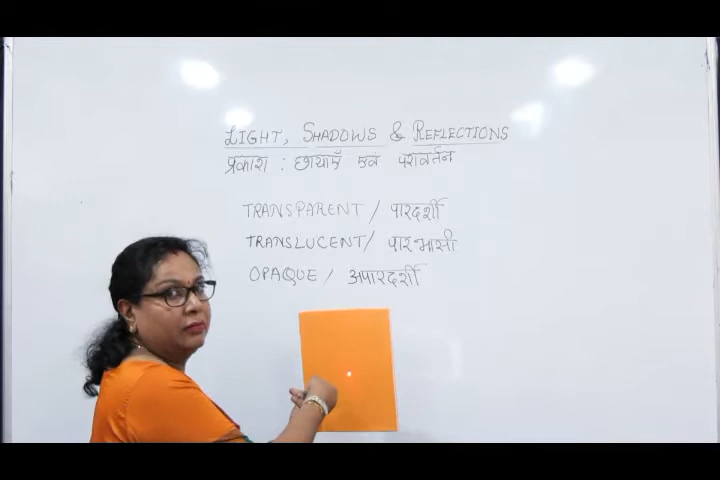 LIGHT, SHADOWS & REFLECTIONS
प्रकाश : छायाएँ एवं परावर्तन
TRANSPARENT / पारदर्शी
TRANSLUCENT / पारभासी
OPAQUE / अपारदर्शी